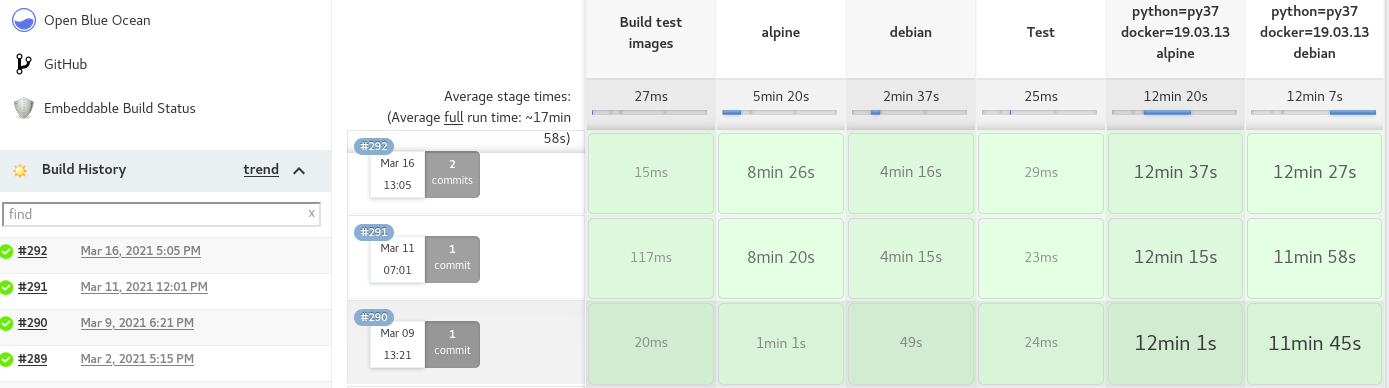 Open Blue Ocean
GitHub
Embeddable Build Status
Build History
trend
find
x
#292
Mar 16, 2021 5:05 PM
#291
Mar 11, 2021 12:01 PM
#290
Mar 9, 2021 6:21 PM
#289
Mar 2, 2021 5:15 PM
Build test
images
alpine
debian
Test
python=py37
docker=19.03.13
alpine
python=py37
docker=19.03.13
debian
Average stage times:
(Average full run time: ~17min
58s)
27ms
5min 20s
2min 37s
25ms
12min 20s
12min 7s
#292
Mar 16
13:05
2
commits
15ms
8min 26s
4min 16s
29ms
12min 37s
12min 27s
#291
Mar 11
07:01
1
commit
117ms
8min 20s
4min 15s
23ms
12min 15s
11min 58s
#290
Mar 09
13:21
1
commit
20ms
1min 1s
49s
24ms
12min 1s
11min 45s